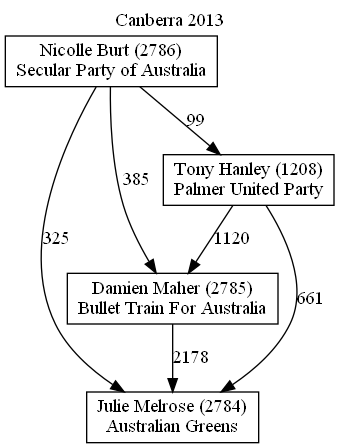 Canberra 2013
Nicolle Burt (2786)
Secular Party of Australia
99
Tony Hanley (1208)
Palmer United Party
385
325
1120
661
Damien Maher (2785)
Bullet Train For Australia
2178
Julie Melrose (2784)
Australian Greens